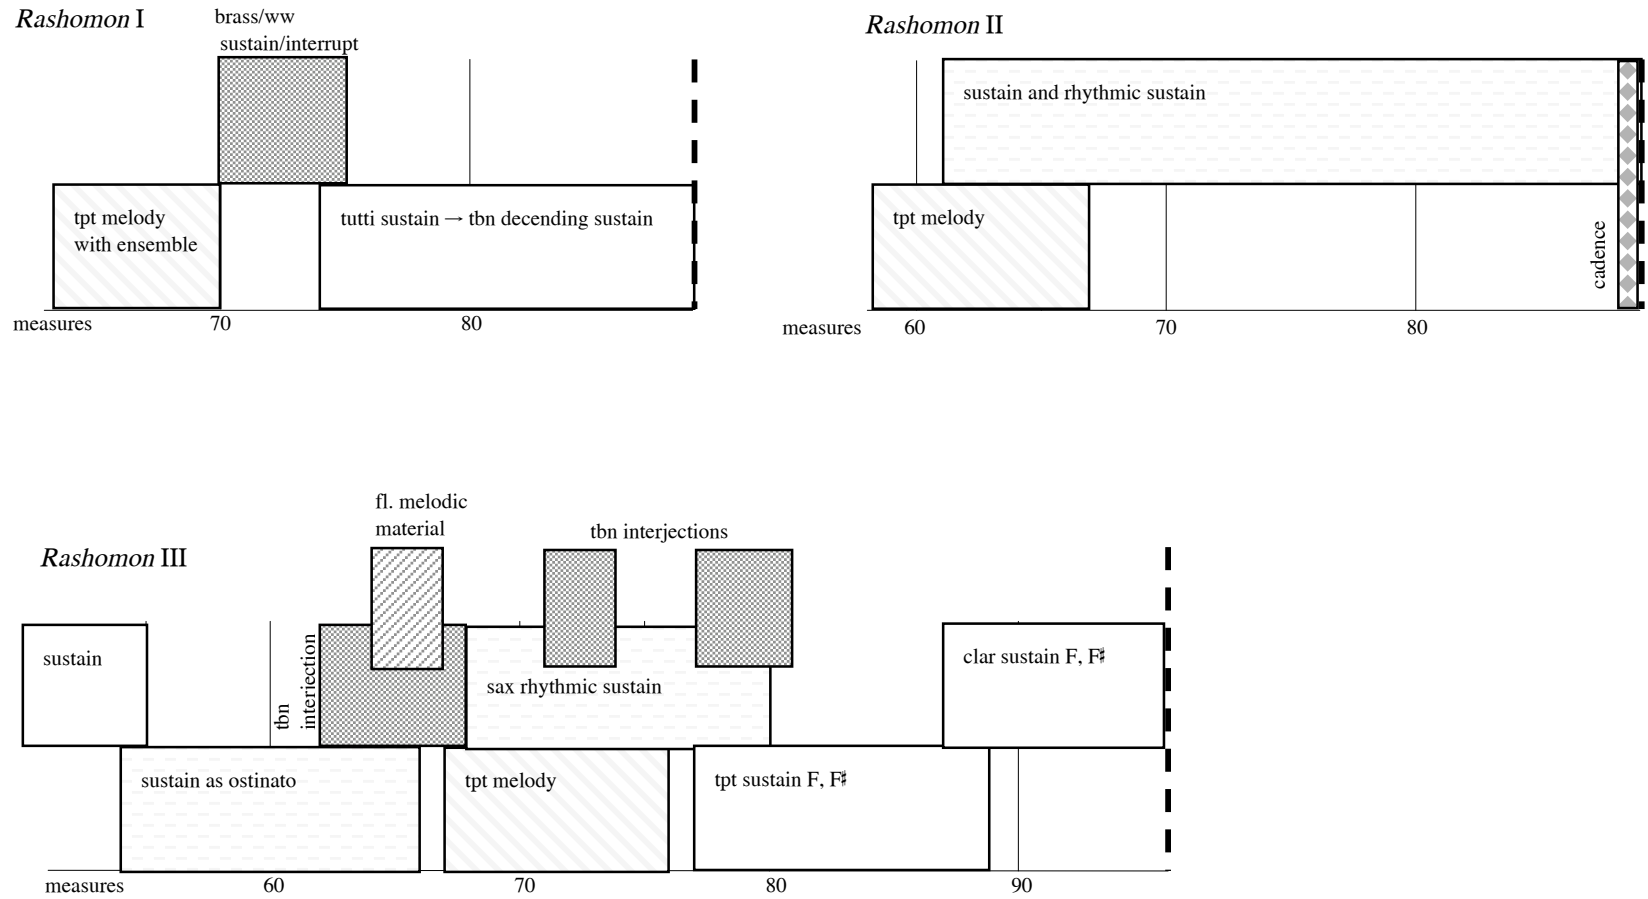 Rashomon I
brass/ww
sustain/interrupt
tpt melody
with ensemble
tutti sustain → tbn decending sustain
measures
70
80
Rashomon II
sustain and rhythmic sustain
tpt melody
cadence
measures
60
70
80
Rashomon III
fl. melodic
material
tbn interjections
sustain
tbn
interjection
sax rhythmic sustain
clar sustain F, F♯
sustain as ostinato
tpt melody
tpt sustain F, F♯
measures
60
70
80
90